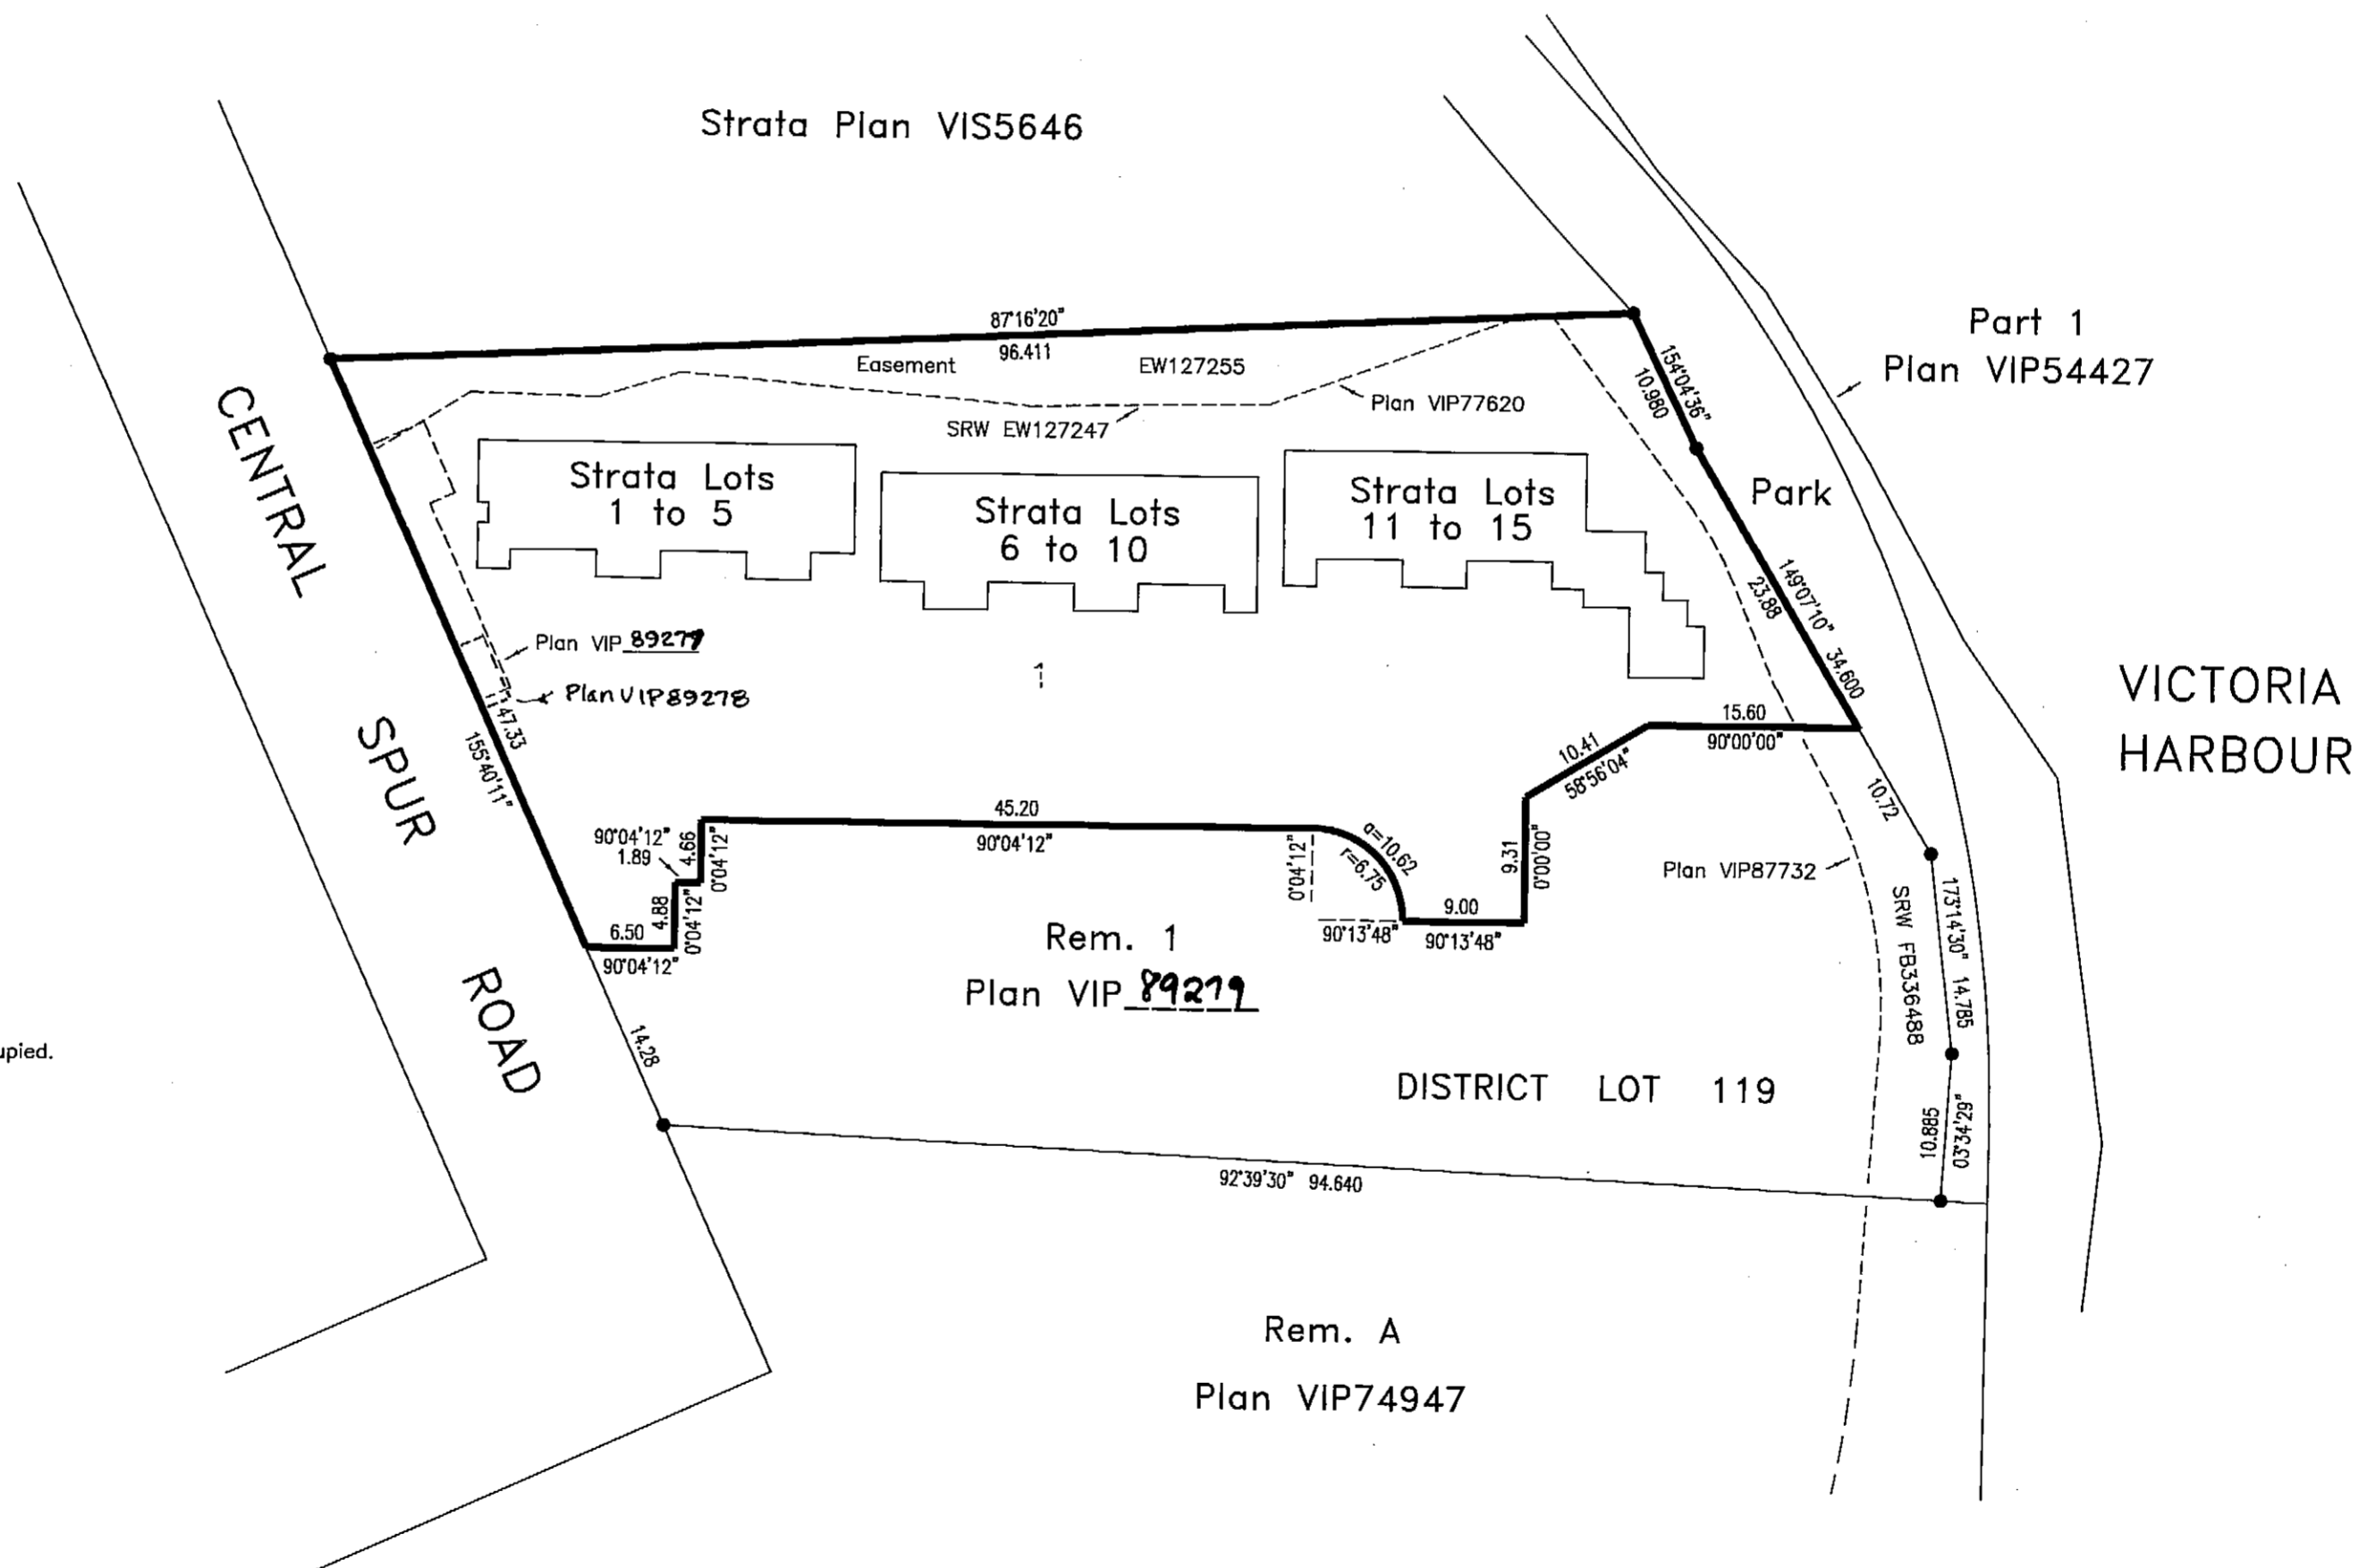 Strata Plan VIS5646
87°16'20"
96.411
Easement EW127255
SRW EW127247
Plan VIP77620
154°04'36"
10.980
Part 1
Plan VIP54427
Park
149°07'10" 34.600
23.88
VICTORIA
HARBOUR
CENTRAL
SPUR
ROAD
Strata Lots
1 to 5
Strata Lots
6 to 10
Strata Lots
11 to 15
Plan VIP 89279
Plan VIP89278
1
47.33
155°40'11"
15.60
90°00'00"
10.41
58°56'04"
10.72
45.20
90°04'12"
90°04'12"
1.89
4.66
0°04'12"
4.88
0°04'12"
6.50
90°04'12"
0°04'12"
a=10.62
r=6.75
90°13'48"
9.00
90°13'48"
9.31
0°00'00"
Plan VIP87732
SRW FB336488
173°14'30" 14.785
Rem. 1
Plan VIP 89279
14.28
upied.
DISTRICT LOT 119
10.885
03°34'29"
92°39'30" 94.640
Rem. A
Plan VIP74947